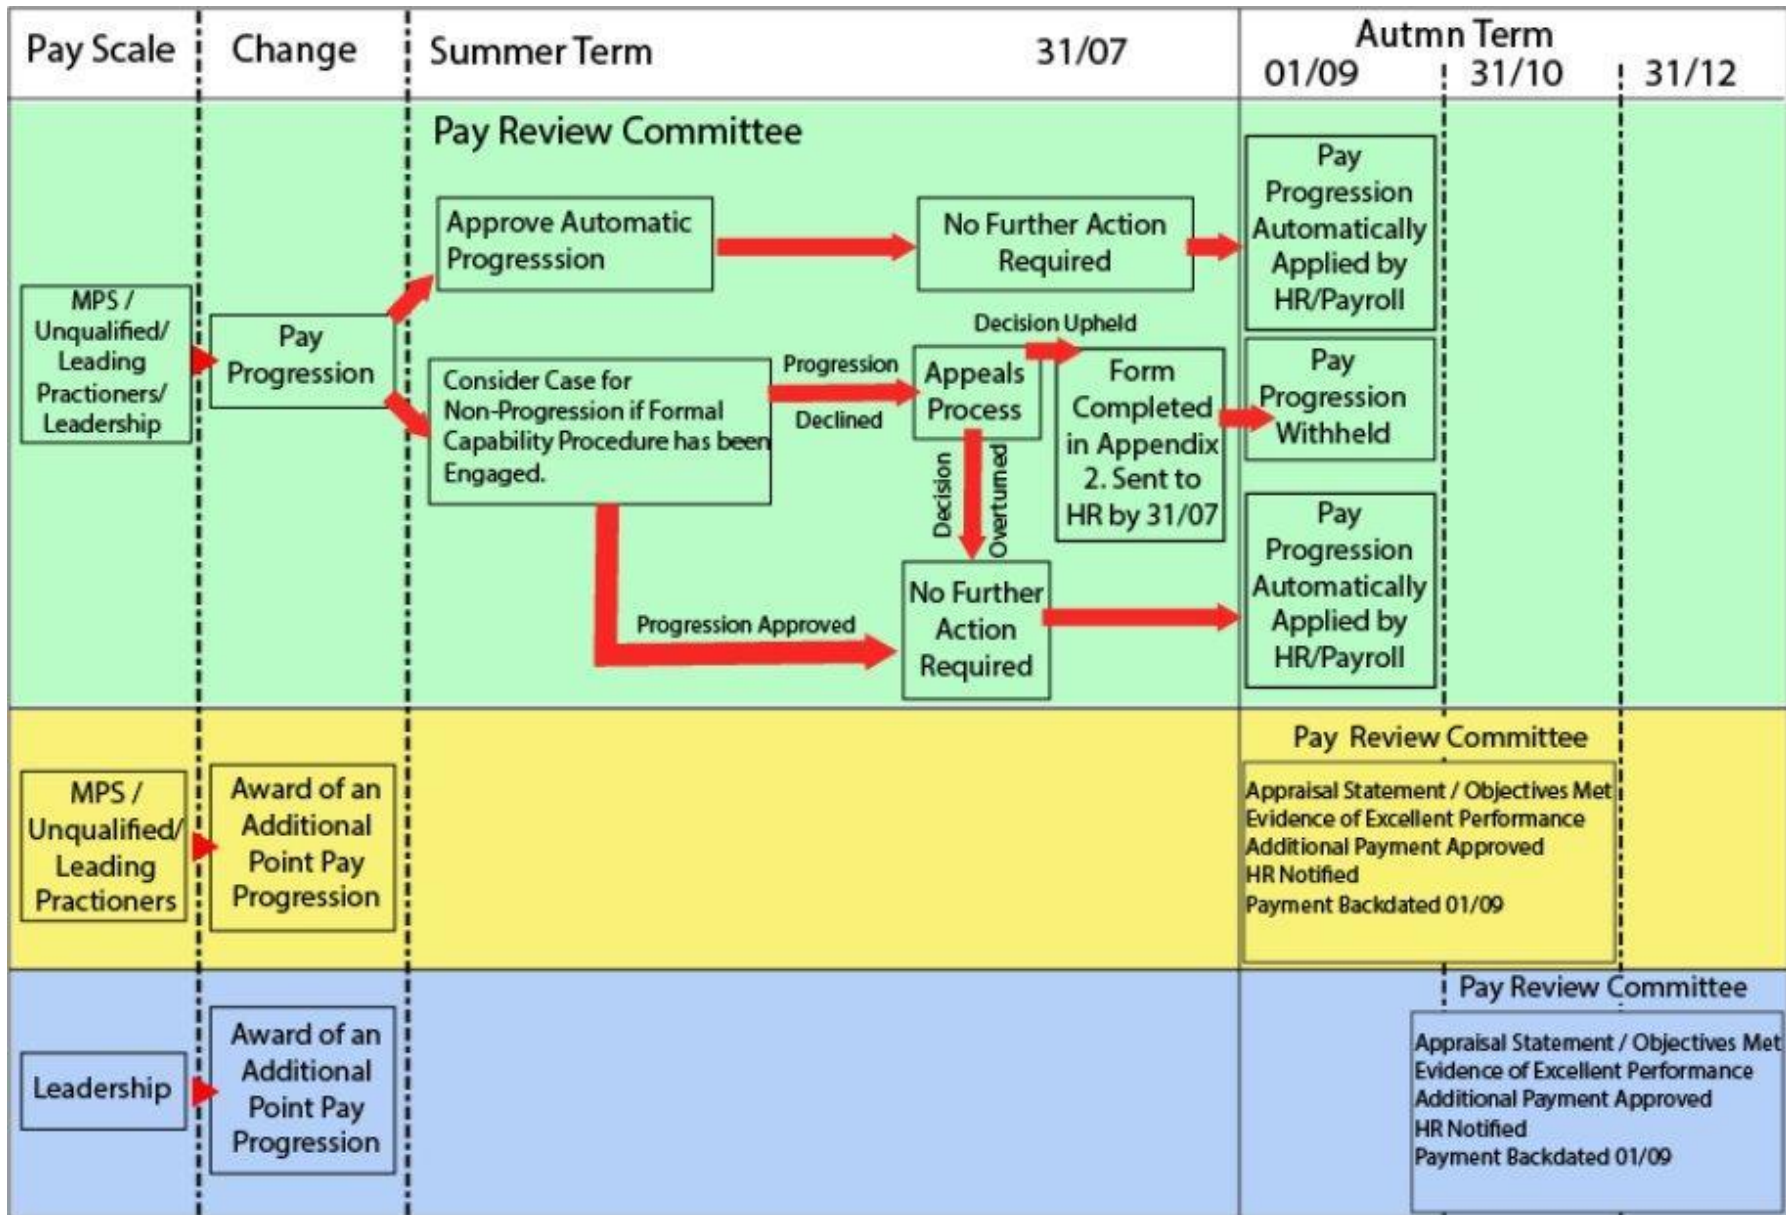 Pay Scale
Change
Summer Term
31/07
Autmn Term
01/09
31/10
31/12
Pay Review Committee
MPS /
Unqualified/
Leading
Practioners/
Leadership
Pay
Progression
Approve Automatic
Progresssion
No Further Action
Required
Pay
Progression
Automatically
Applied by
HR/Payroll
Consider Case for
Non-Progression if Formal
Capability Procedure has been
Engaged.
Progression
Declined
Appeals
Process
Decision Upheld
Form
Completed
in Appendix
2. Sent to
HR by 31/07
Pay
Progression
Withheld
Decision
Overturned
Progression Approved
No Further
Action
Required
Pay
Progression
Automatically
Applied by
HR/Payroll
MPS /
Unqualified/
Leading
Practioners
Award of an
Additional
Point Pay
Progression
Pay Review Committee
Appraisal Statement / Objectives Met
Evidence of Excellent Performance
Additional Payment Approved
HR Notified
Payment Backdated 01/09
Leadership
Award of an
Additional
Point Pay
Progression
Pay Review Committee
Appraisal Statement / Objectives Met
Evidence of Excellent Performance
Additional Payment Approved
HR Notified
Payment Backdated 01/09